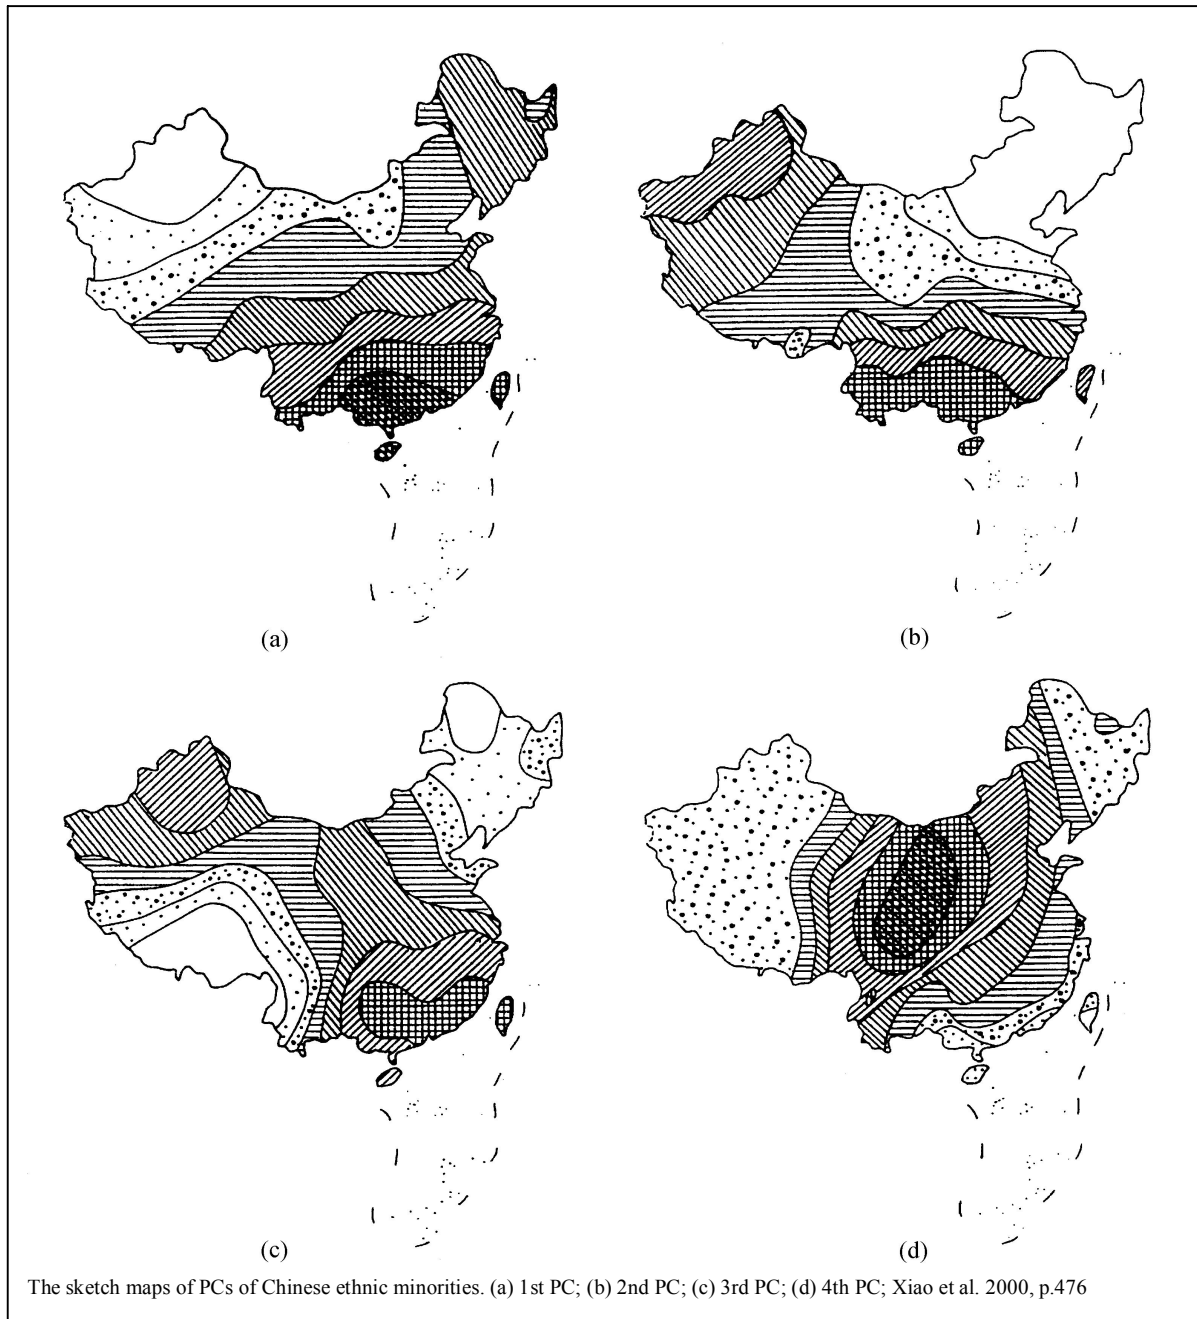 (a)
(b)
(c)
(d)
The sketch maps of PCs of Chinese ethnic minorities. (a) 1st PC; (b) 2nd PC; (c) 3rd PC; (d) 4th PC; Xiao et al. 2000, p.476